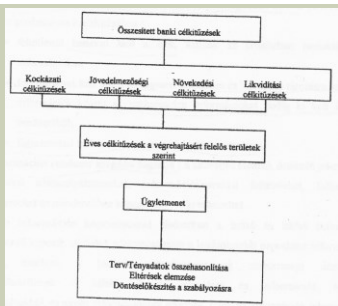 Összesített banki célkitűzések
Kockázati célkitűzések
Jövedelmezőségi célkitűzések
Növekedési célkitűzések
Likviditási célkitűzések
Éves célkitűzések a végrehajtásért felelős területek
szerint
Ügyletmenet
Terv/Tényadatok összehasonlítása
Eltérések elemzése
Döntéselőkészítés a szabályozásra